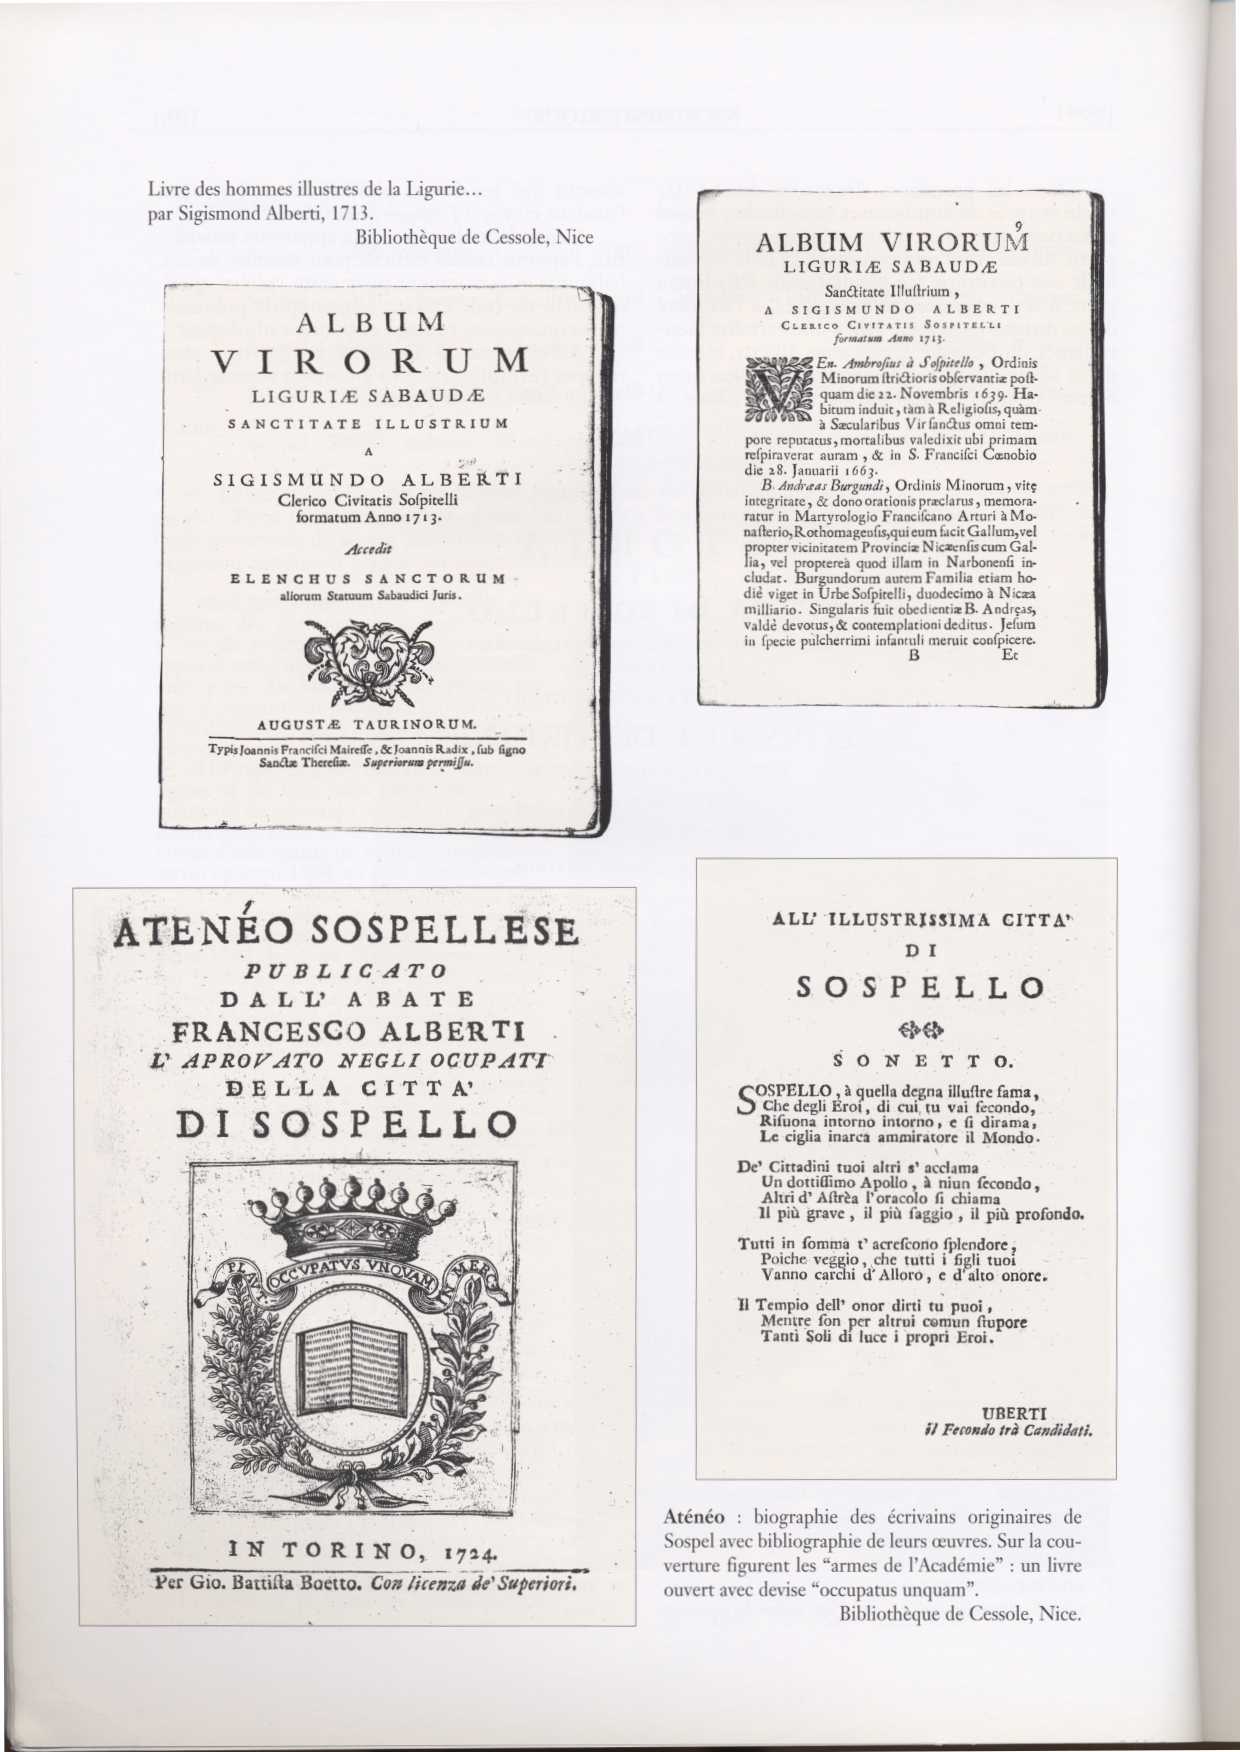 Livre des hommes illustres de la Ligurie…
par Sigismond Alberti, 1713.
Bibliothèque de Cessole, Nice
ALBUM
VIRORUM
LIGURIÆ SABAUDÆ
SANCTITATE ILLUSTRIUM
A
SIGISMUNDO ALBERTI
Clerico Civitatis Soſpitelli
formatum Anno 1713.
Accedit
ELENCHUS SANCTORUM
aliorum Statuum Sabaudici Juris.
AUGUSTÆ TAURINORUM.
Typis Joannis Franciſci Maireſſe, & Joannis Radix, ſub ſigno
Sanctæ Thereſiæ. Superiorum permiſſu.
9
ALBUM VIRORUM
LIGURIÆ SABAUDÆ
Sanctitate Illuſtrium,
A SIGISMUNDO ALBERTI
CLERICO CIVITATIS SOSPITELLI
formatum Anno 1713.
VEn. Ambroſius à Soſpitello, Ordinis
Minorum ſtrictioris obſervantiæ poſt-
quam die 22. Novembris 1639. Ha-
bitum induit, tàm à Religioſis, quàm
à Sæcularibus Vir ſanctus omni tem-
pore reputatus, mortalibus valedixit ubi primam
reſpiraverat auram, & in S. Franciſci Cœnobio
die 28. Januarii 1663.
B. Andræas Burgundi, Ordinis Minorum, vitę
integritate, & dono orationis præclarus, memora-
ratur in Martyrologio Franciſcano Arturi à Mo-
naſterio, Rothomagenſis, qui eum facit Gallum, vel
propter vicinitatem Provinciæ Nicæenſis cum Gal-
lia, vel proptereà quod illam in Narbonenſi in-
cludat. Burgundorum autem Familia etiam ho-
diè viget in Urbe Soſpitelli, duodecimo à Nicæa
milliario. Singularis fuit obedientiæ B. Andręas,
valdè devotus, & contemplationi deditus. Jeſum
in ſpecie pulcherrimi infantuli meruit conſpicere.
B Et
ATENÉO SOSPELLESE
PUBLICATO
DALL' ABATE
FRANCESCO ALBERTI
L' APROVATO NEGLI OCUPATI
DELLA CITTA'
DI SOSPELLO
OCCVPATVS VNQVAM
IN TORINO, 1724.
Per Gio. Battiſta Boetto. Con licenza de' Superiori.
ALL' ILLUSTRISSIMA CITTA'
DI
SOSPELLO
SONETTO.
SOSPELLO, à quella degna illuſtre fama,
Che degli Eroi, di cui tu vai ſecondo,
Riſuona intorno intorno, e ſi dirama,
Le ciglia inarca ammiratore il Mondo.
De' Cittadini tuoi altri s' acclama
Un dottiſſimo Apollo, à niun ſecondo,
Altri d' Aſtrèa l'oracolo ſi chiama
Il più grave, il più ſaggio, il più profondo.
Tutti in ſomma t' acreſcono ſplendore,
Poiche veggio, che tutti i figli tuoi
Vanno carchi d'Alloro, e d'alto onore.
Il Tempio dell' onor dirti tu puoi,
Mentre ſon per altrui comun ſtupore
Tanti Soli di luce i propri Eroi.
UBERTI
il Fecondo trà Candidati.
Aténéo : biographie des écrivains originaires de
Sospel avec bibliographie de leurs œuvres. Sur la cou-
verture figurent les “armes de l’Académie” : un livre
ouvert avec devise “occupatus unquam”.
Bibliothèque de Cessole, Nice.